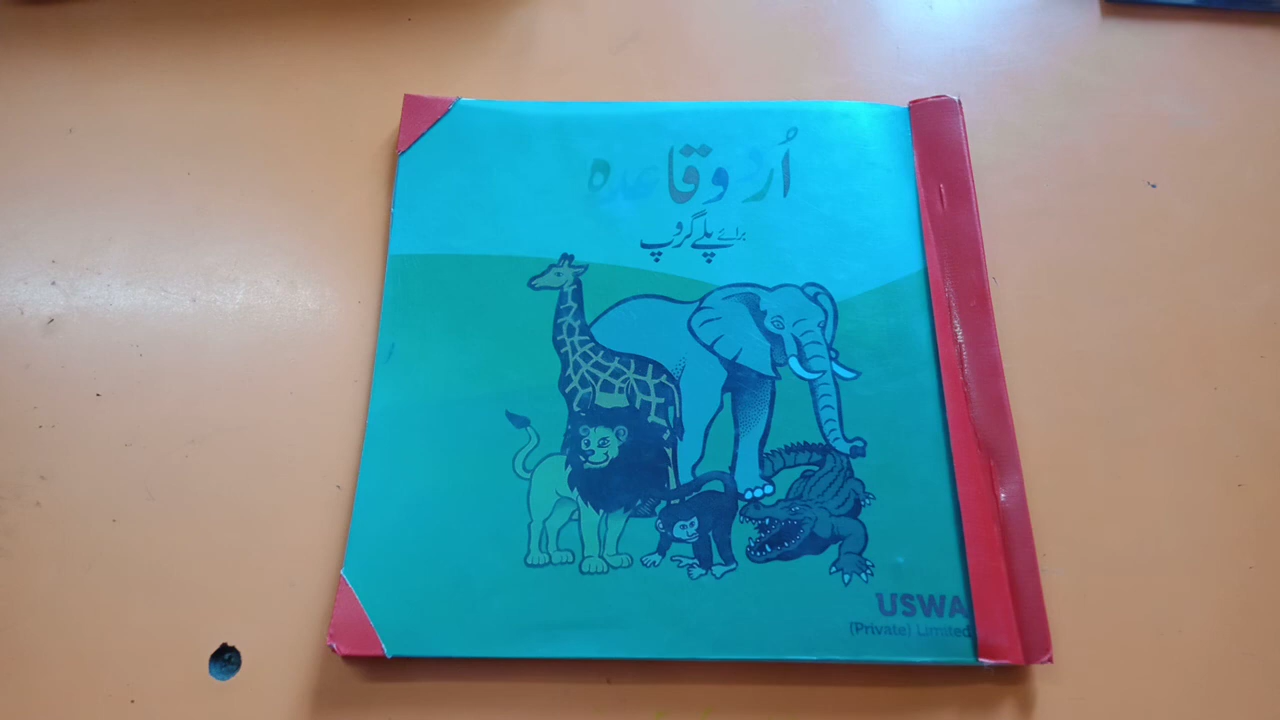 اُردو قاعدہ
برائے پلے گروپ
USWA
(Private) Limited